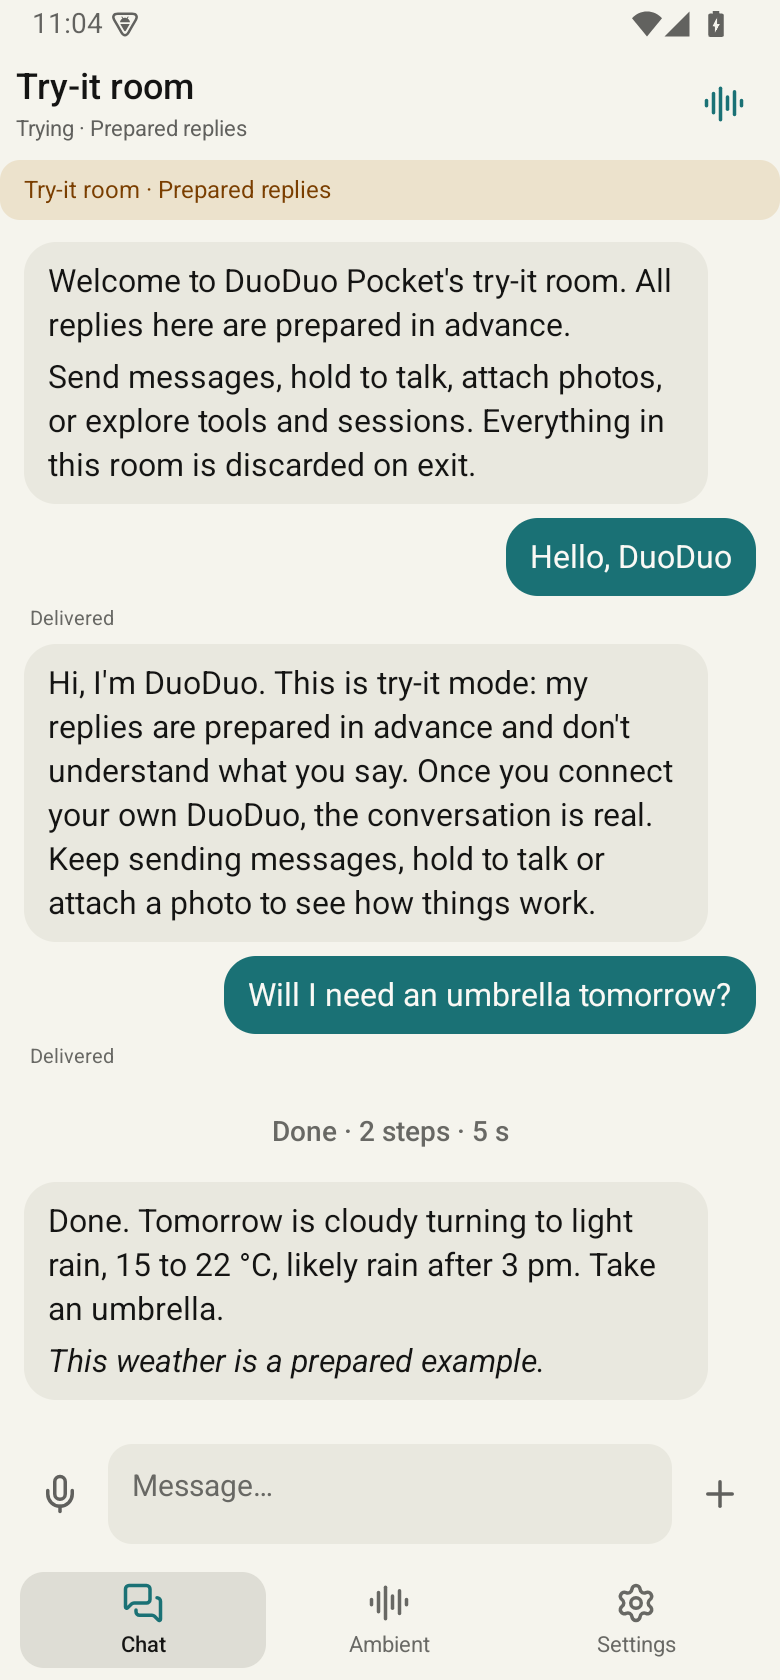 11:04
Try-it room
Trying · Prepared replies
Try-it room · Prepared replies
Welcome to DuoDuo Pocket's try-it room. All
replies here are prepared in advance.
Send messages, hold to talk, attach photos,
or explore tools and sessions. Everything in
this room is discarded on exit.
Hello, DuoDuo
Delivered
Hi, I'm DuoDuo. This is try-it mode: my
replies are prepared in advance and don't
understand what you say. Once you connect
your own DuoDuo, the conversation is real.
Keep sending messages, hold to talk or
attach a photo to see how things work.
Will I need an umbrella tomorrow?
Delivered
Done · 2 steps · 5 s
Done. Tomorrow is cloudy turning to light
rain, 15 to 22 °C, likely rain after 3 pm. Take
an umbrella.
This weather is a prepared example.
Message…
Chat
Ambient
Settings